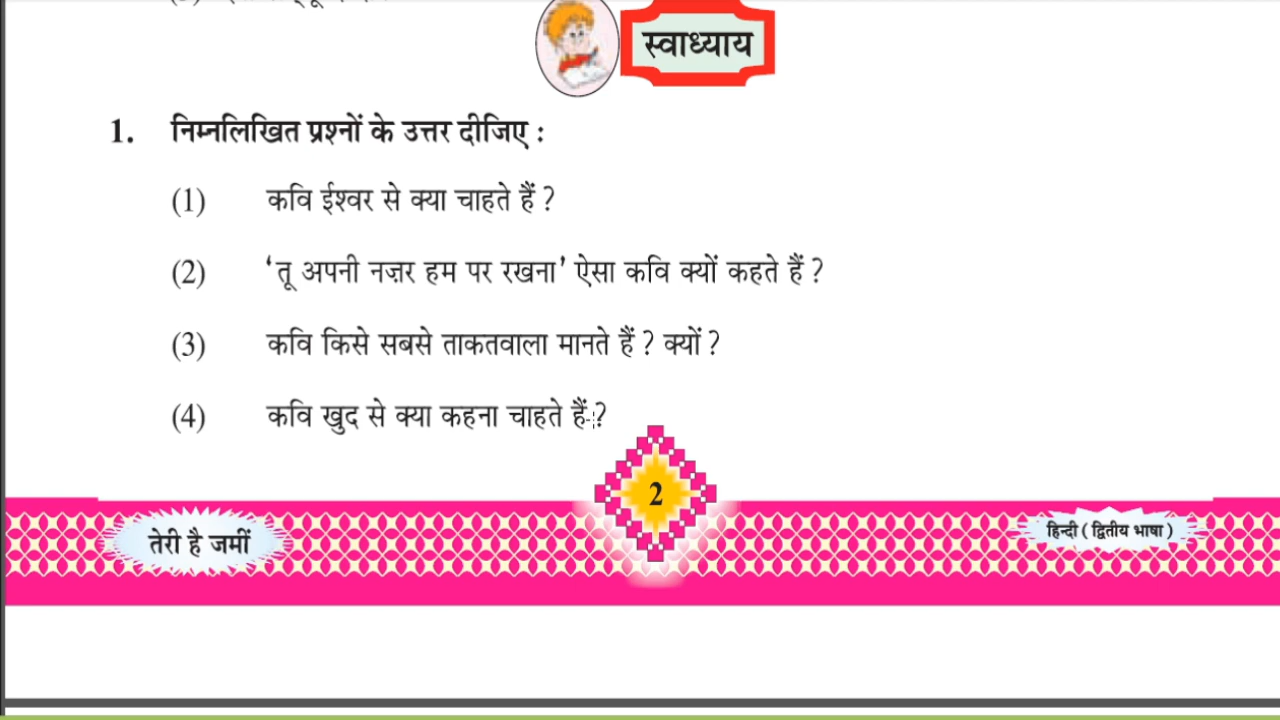 स्वाध्याय
1. निम्नलिखित प्रश्नों के उत्तर दीजिए :
(1) कवि ईश्वर से क्या चाहते हैं ?
(2) 'तू अपनी नज़र हम पर रखना' ऐसा कवि क्यों कहते हैं ?
(3) कवि किसे सबसे ताकतवाला मानते हैं ? क्यों ?
(4) कवि खुद से क्या कहना चाहते हैं ?
2
तेरी है जमीं
हिन्दी ( द्वितीय भाषा )